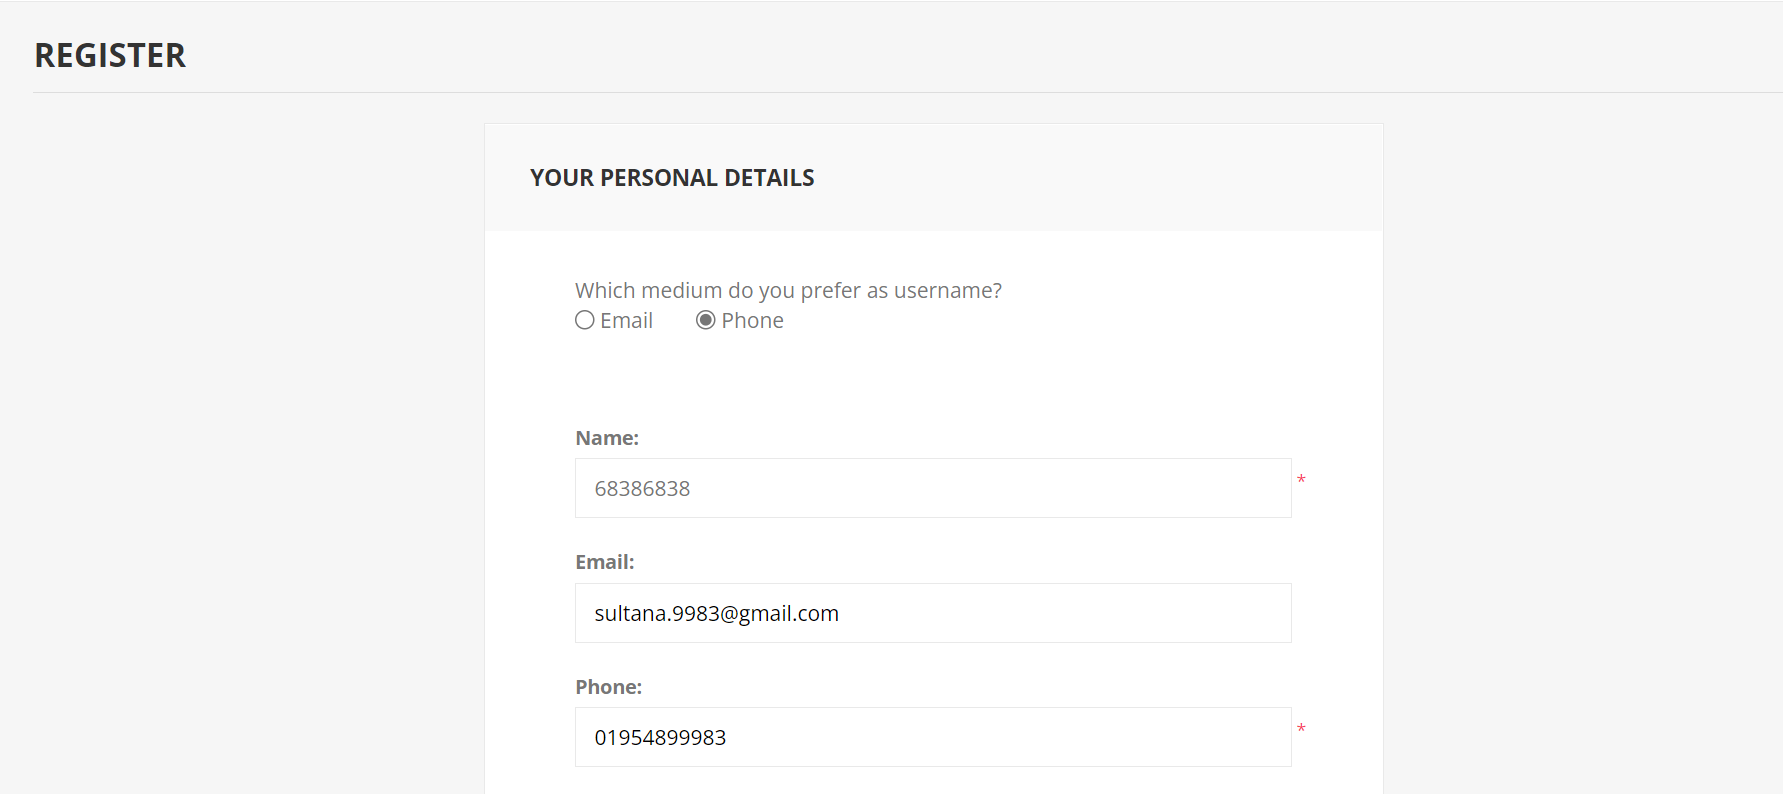 REGISTER
YOUR PERSONAL DETAILS
Which medium do you prefer as username?
Email Phone
Name:
68386838 *
Email:
sultana.9983@gmail.com
Phone:
01954899983 *